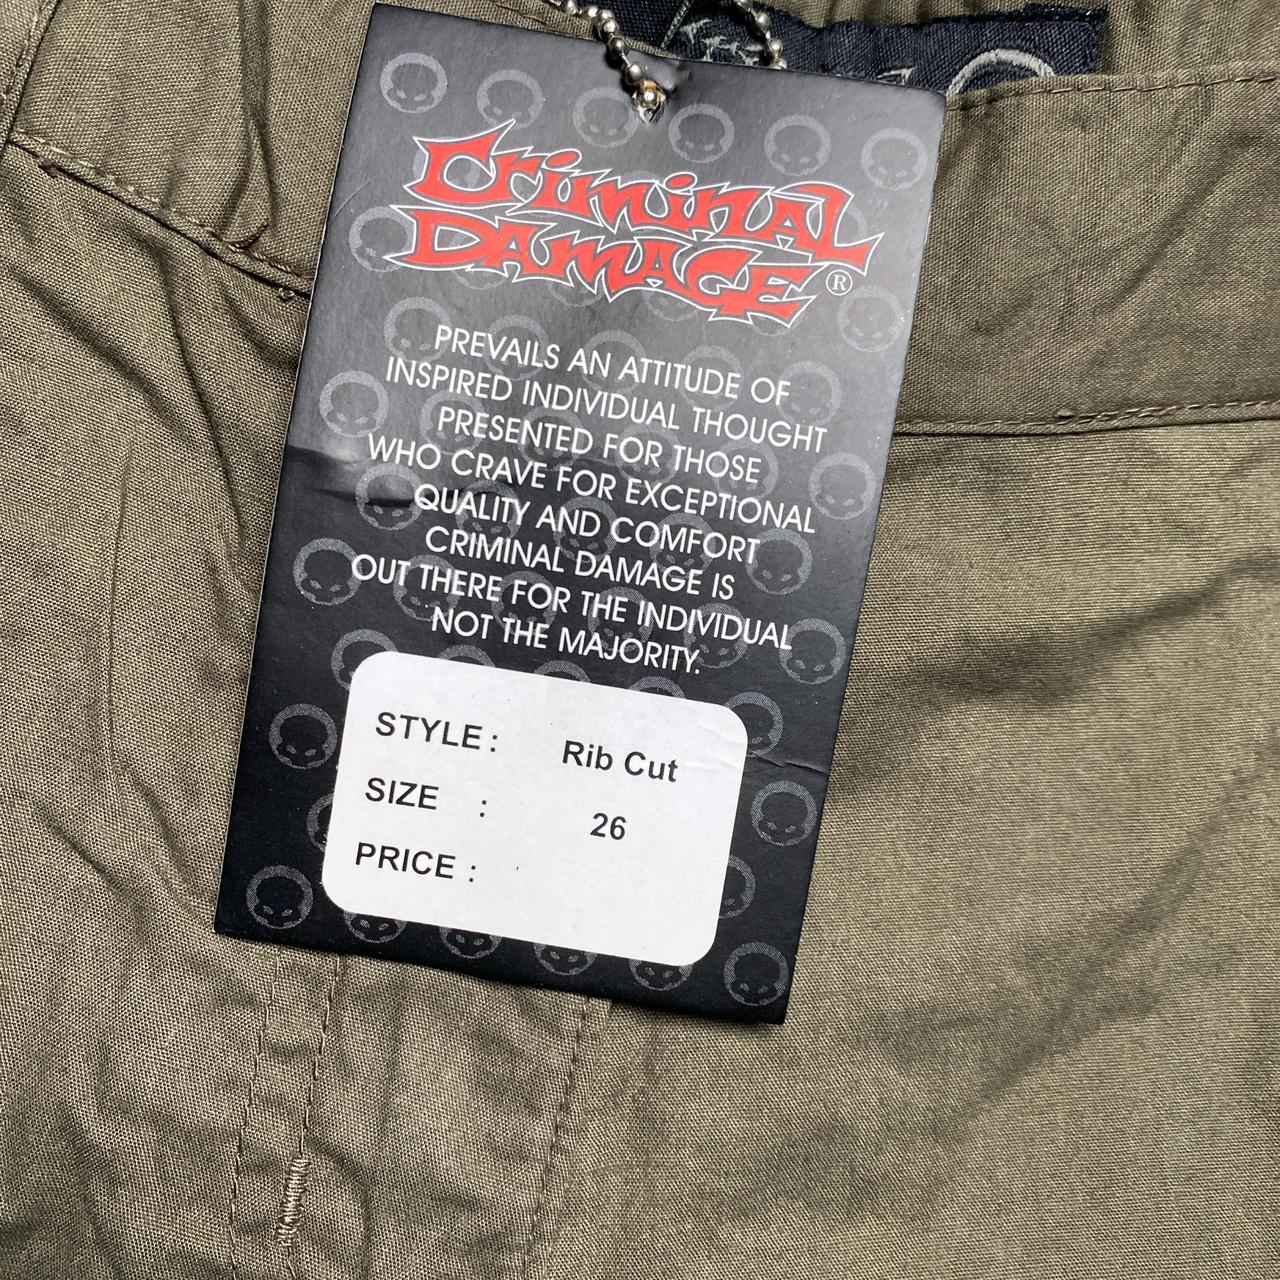 Criminal
Damage®
PREVAILS AN ATTITUDE OF
INSPIRED INDIVIDUAL THOUGHT
PRESENTED FOR THOSE
WHO CRAVE FOR EXCEPTIONAL
QUALITY AND COMFORT
CRIMINAL DAMAGE IS
OUT THERE FOR THE INDIVIDUAL
NOT THE MAJORITY.
STYLE: Rib Cut
SIZE : 26
PRICE :